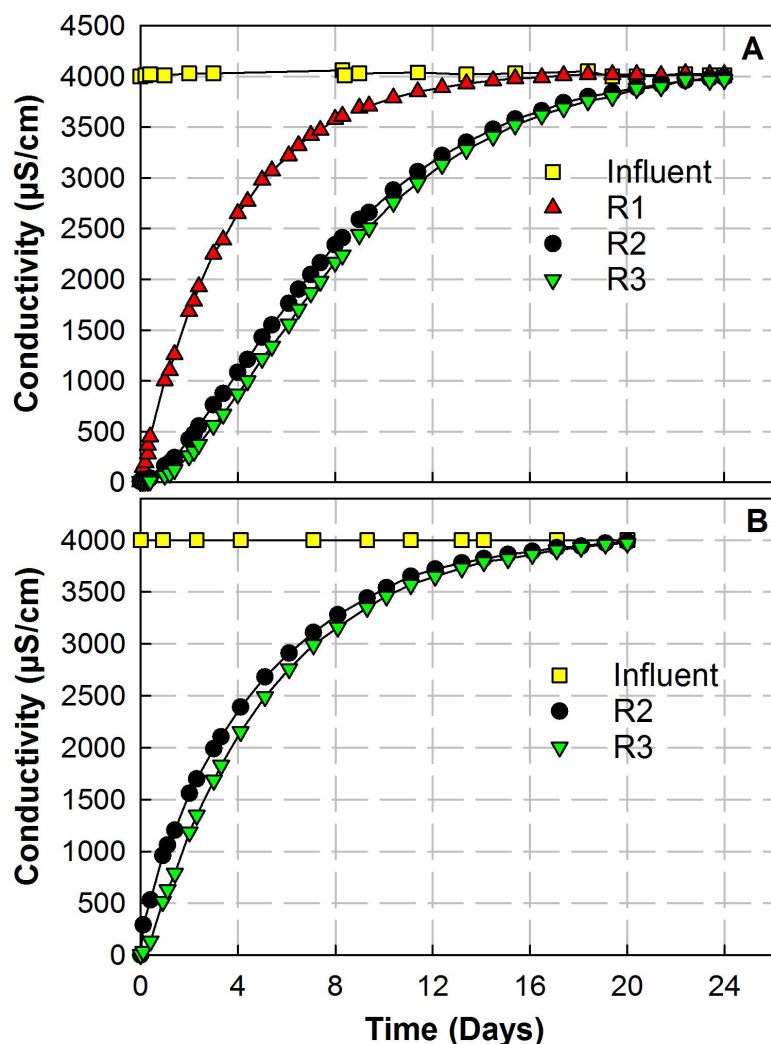 4500
A
4000
3500
3000
2500
2000
1500
1000
500
0
Conductivity (µS/cm)
Influent
R1
R2
R3
B
4000
3500
3000
2500
2000
1500
1000
500
0
Conductivity (µS/cm)
Influent
R2
R3
0 4 8 12 16 20 24
Time (Days)